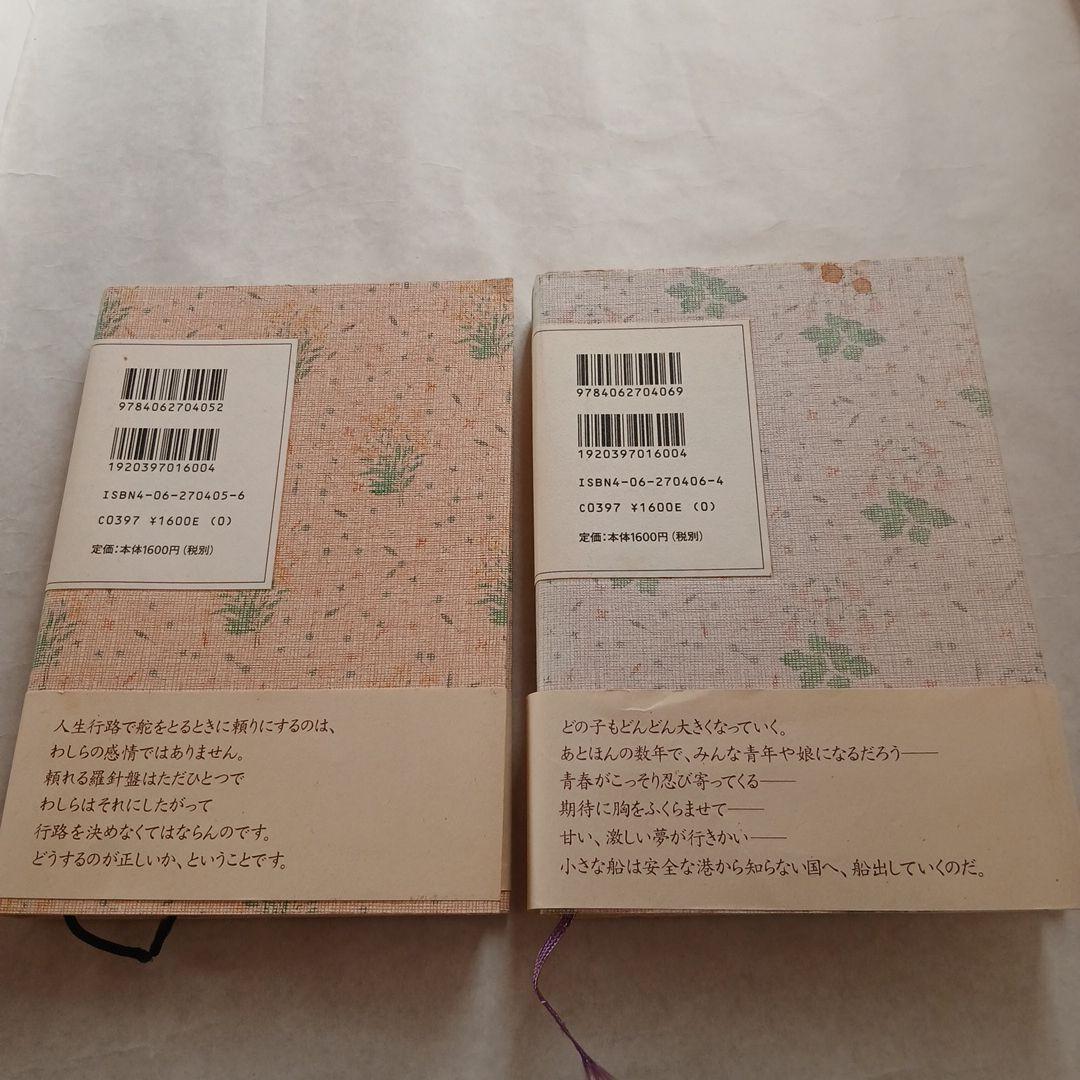 9784062704052
1920397016004
ISBN4-06-270405-6
C0397 ¥1600E (0)
定価：本体1600円（税別）
人生行路で舵をとるときに頼りにするのは、
わしらの感情ではありません。
頼れる羅針盤はただひとつで
わしらはそれにしたがって
行路を決めなくてはならんのです。
どうするのが正しいか、ということです。
9784062704069
1920397016004
ISBN4-06-270406-4
C0397 ¥1600E (0)
定価：本体1600円（税別）
どの子もどんどん大きくなっていく。
あとほんの数年で、みんな青年や娘になるだろう――
青春がこっそり忍び寄ってくる――
期待に胸をふくらませて――
甘い、激しい夢が行きかい――
小さな船は安全な港から知らない国へ、船出していくのだ。